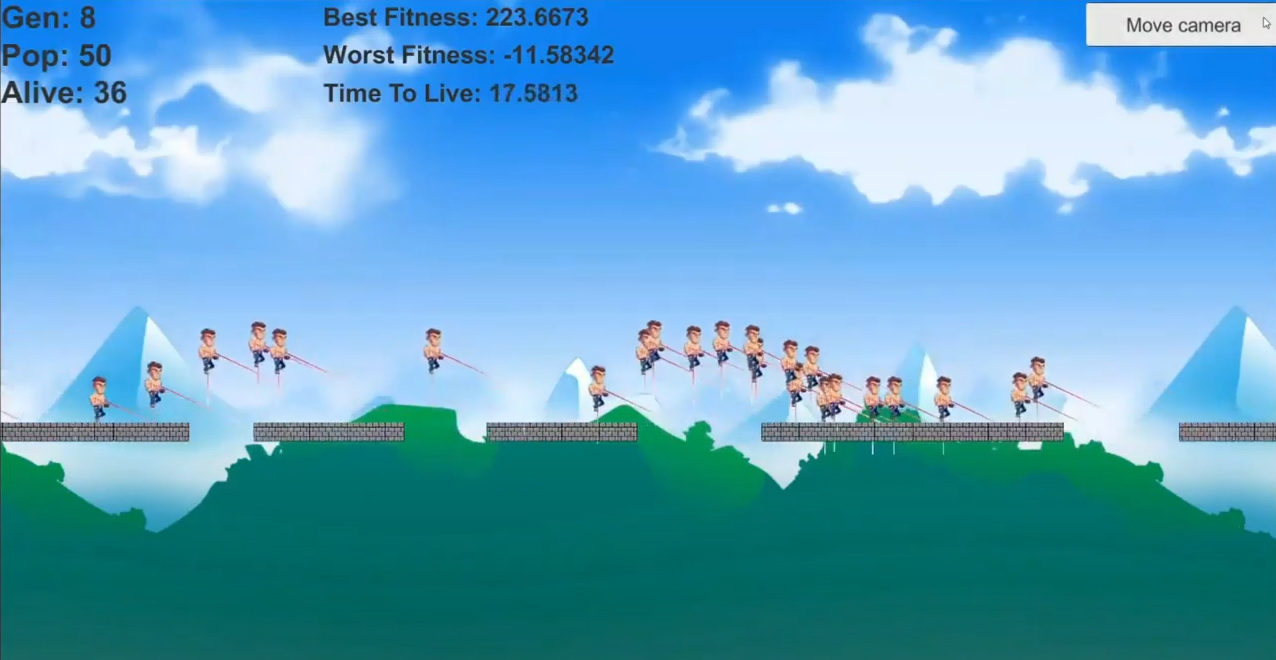 Gen: 8
Pop: 50
Alive: 36
Best Fitness: 223.6673
Worst Fitness: -11.58342
Time To Live: 17.5813
Move camera